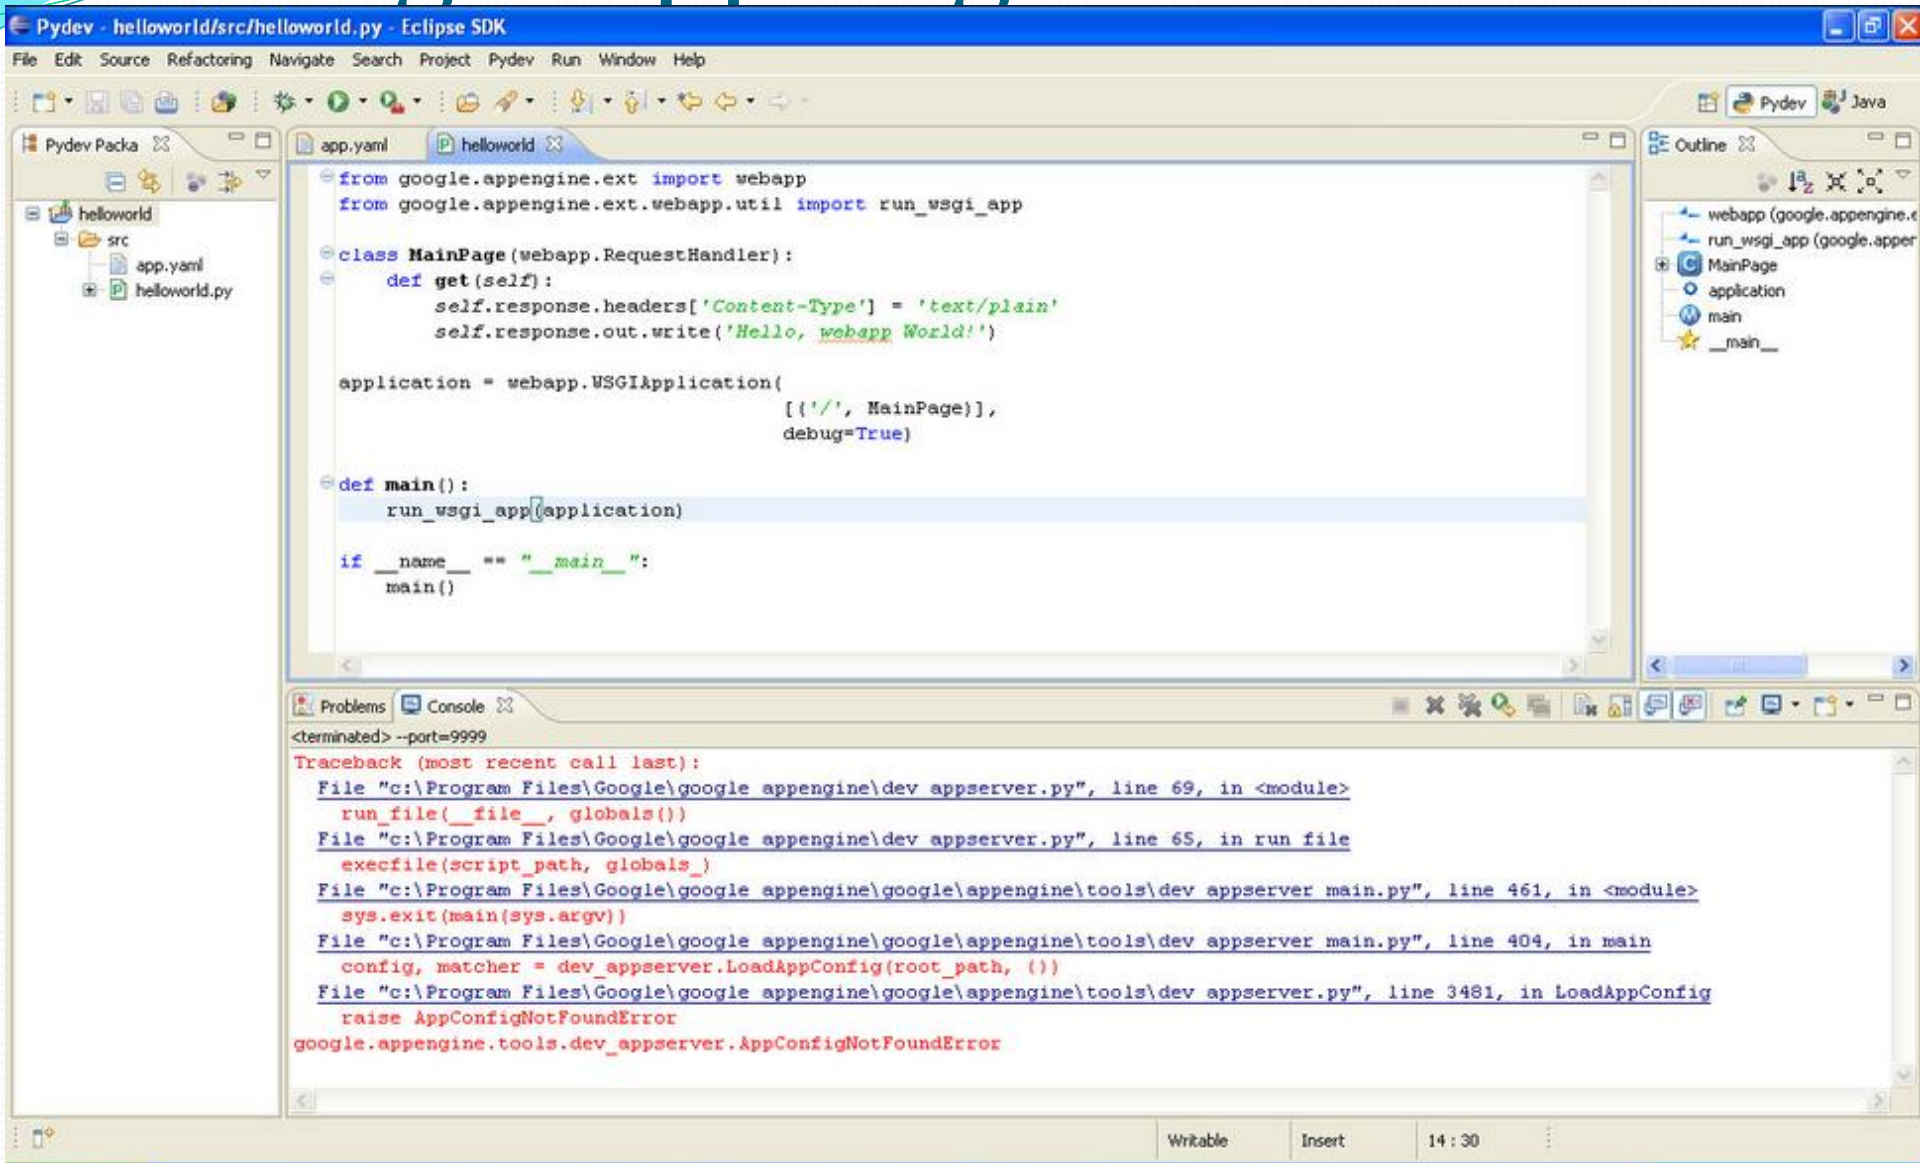 Pydev - helloworld/src/helloworld.py - Eclipse SDK
File Edit Source Refactoring Navigate Search Project Pydev Run Window Help
Pydev Java
Pydev Packa
helloworld
src
app.yaml
helloworld.py
app.yaml helloworld
from google.appengine.ext import webapp
from google.appengine.ext.webapp.util import run_wsgi_app
class MainPage(webapp.RequestHandler):
def get(self):
self.response.headers['Content-Type'] = 'text/plain'
self.response.out.write('Hello, webapp World!')
application = webapp.WSGIApplication(
[('/', MainPage)],
debug=True)
def main():
run_wsgi_app(application)
if __name__ == "__main__":
main()
Outline
webapp (google.appengine.e
run_wsgi_app (google.apper
MainPage
application
main
__main__
Problems Console
<terminated> --port=9999
Traceback (most recent call last):
File "c:\Program Files\Google\google_appengine\dev_appserver.py", line 69, in <module>
run_file(__file__, globals())
File "c:\Program Files\Google\google_appengine\dev_appserver.py", line 65, in run_file
execfile(script_path, globals_)
File "c:\Program Files\Google\google_appengine\google\appengine\tools\dev_appserver_main.py", line 461, in <module>
sys.exit(main(sys.argv))
File "c:\Program Files\Google\google_appengine\google\appengine\tools\dev_appserver_main.py", line 404, in main
config, matcher = dev_appserver.LoadAppConfig(root_path, {})
File "c:\Program Files\Google\google_appengine\google\appengine\tools\dev_appserver.py", line 3481, in LoadAppConfig
raise AppConfigNotFoundError
google.appengine.tools.dev_appserver.AppConfigNotFoundError
Writable Insert 14 : 30